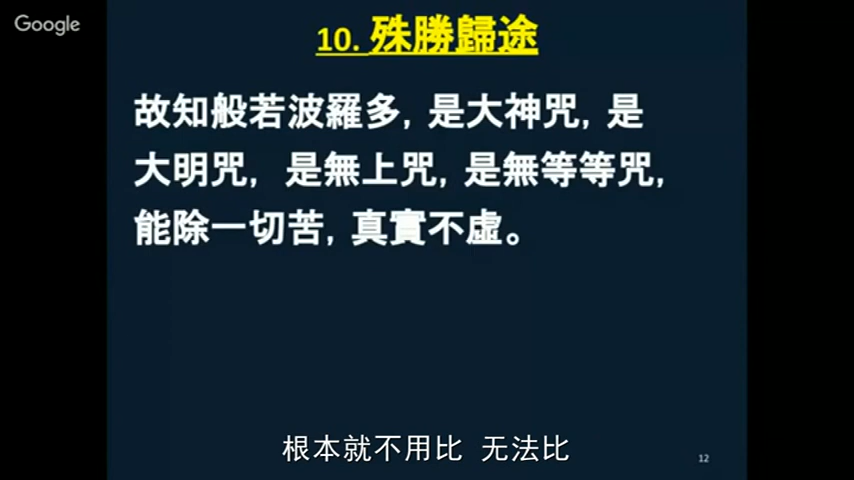 Google
10. 殊勝歸途
故知般若波羅多, 是大神咒, 是
大明咒, 是無上咒, 是無等等咒,
能除一切苦, 真實不虛。
根本就不用比 无法比
12